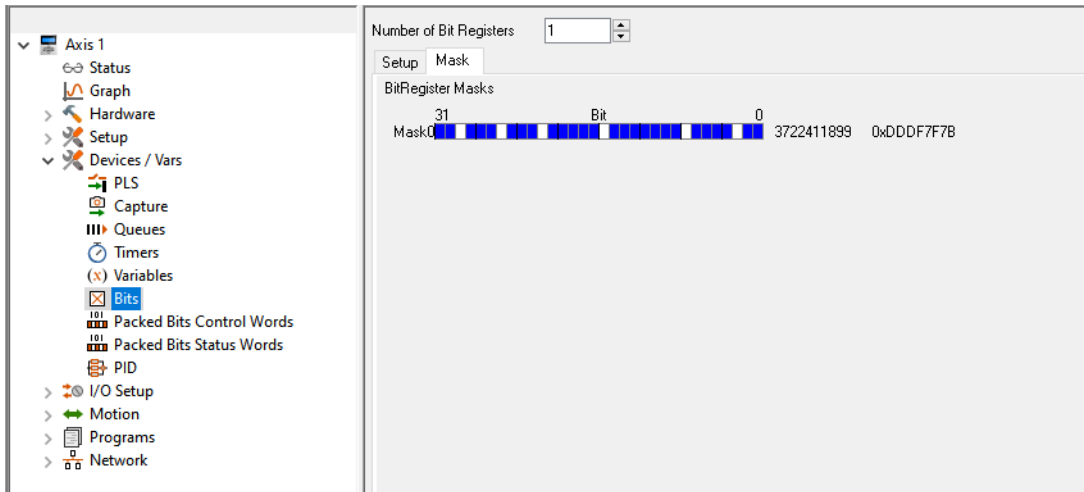 Axis 1
Status
Graph
Hardware
Setup
Devices / Vars
PLS
Capture
Queues
Timers
(x) Variables
Bits
101 Packed Bits Control Words
101 Packed Bits Status Words
PID
I/O Setup
Motion
Programs
Network
Number of Bit Registers 1
Setup Mask
BitRegister Masks
31 Bit 0
Mask0 3722411899 0xDDDF7F7B